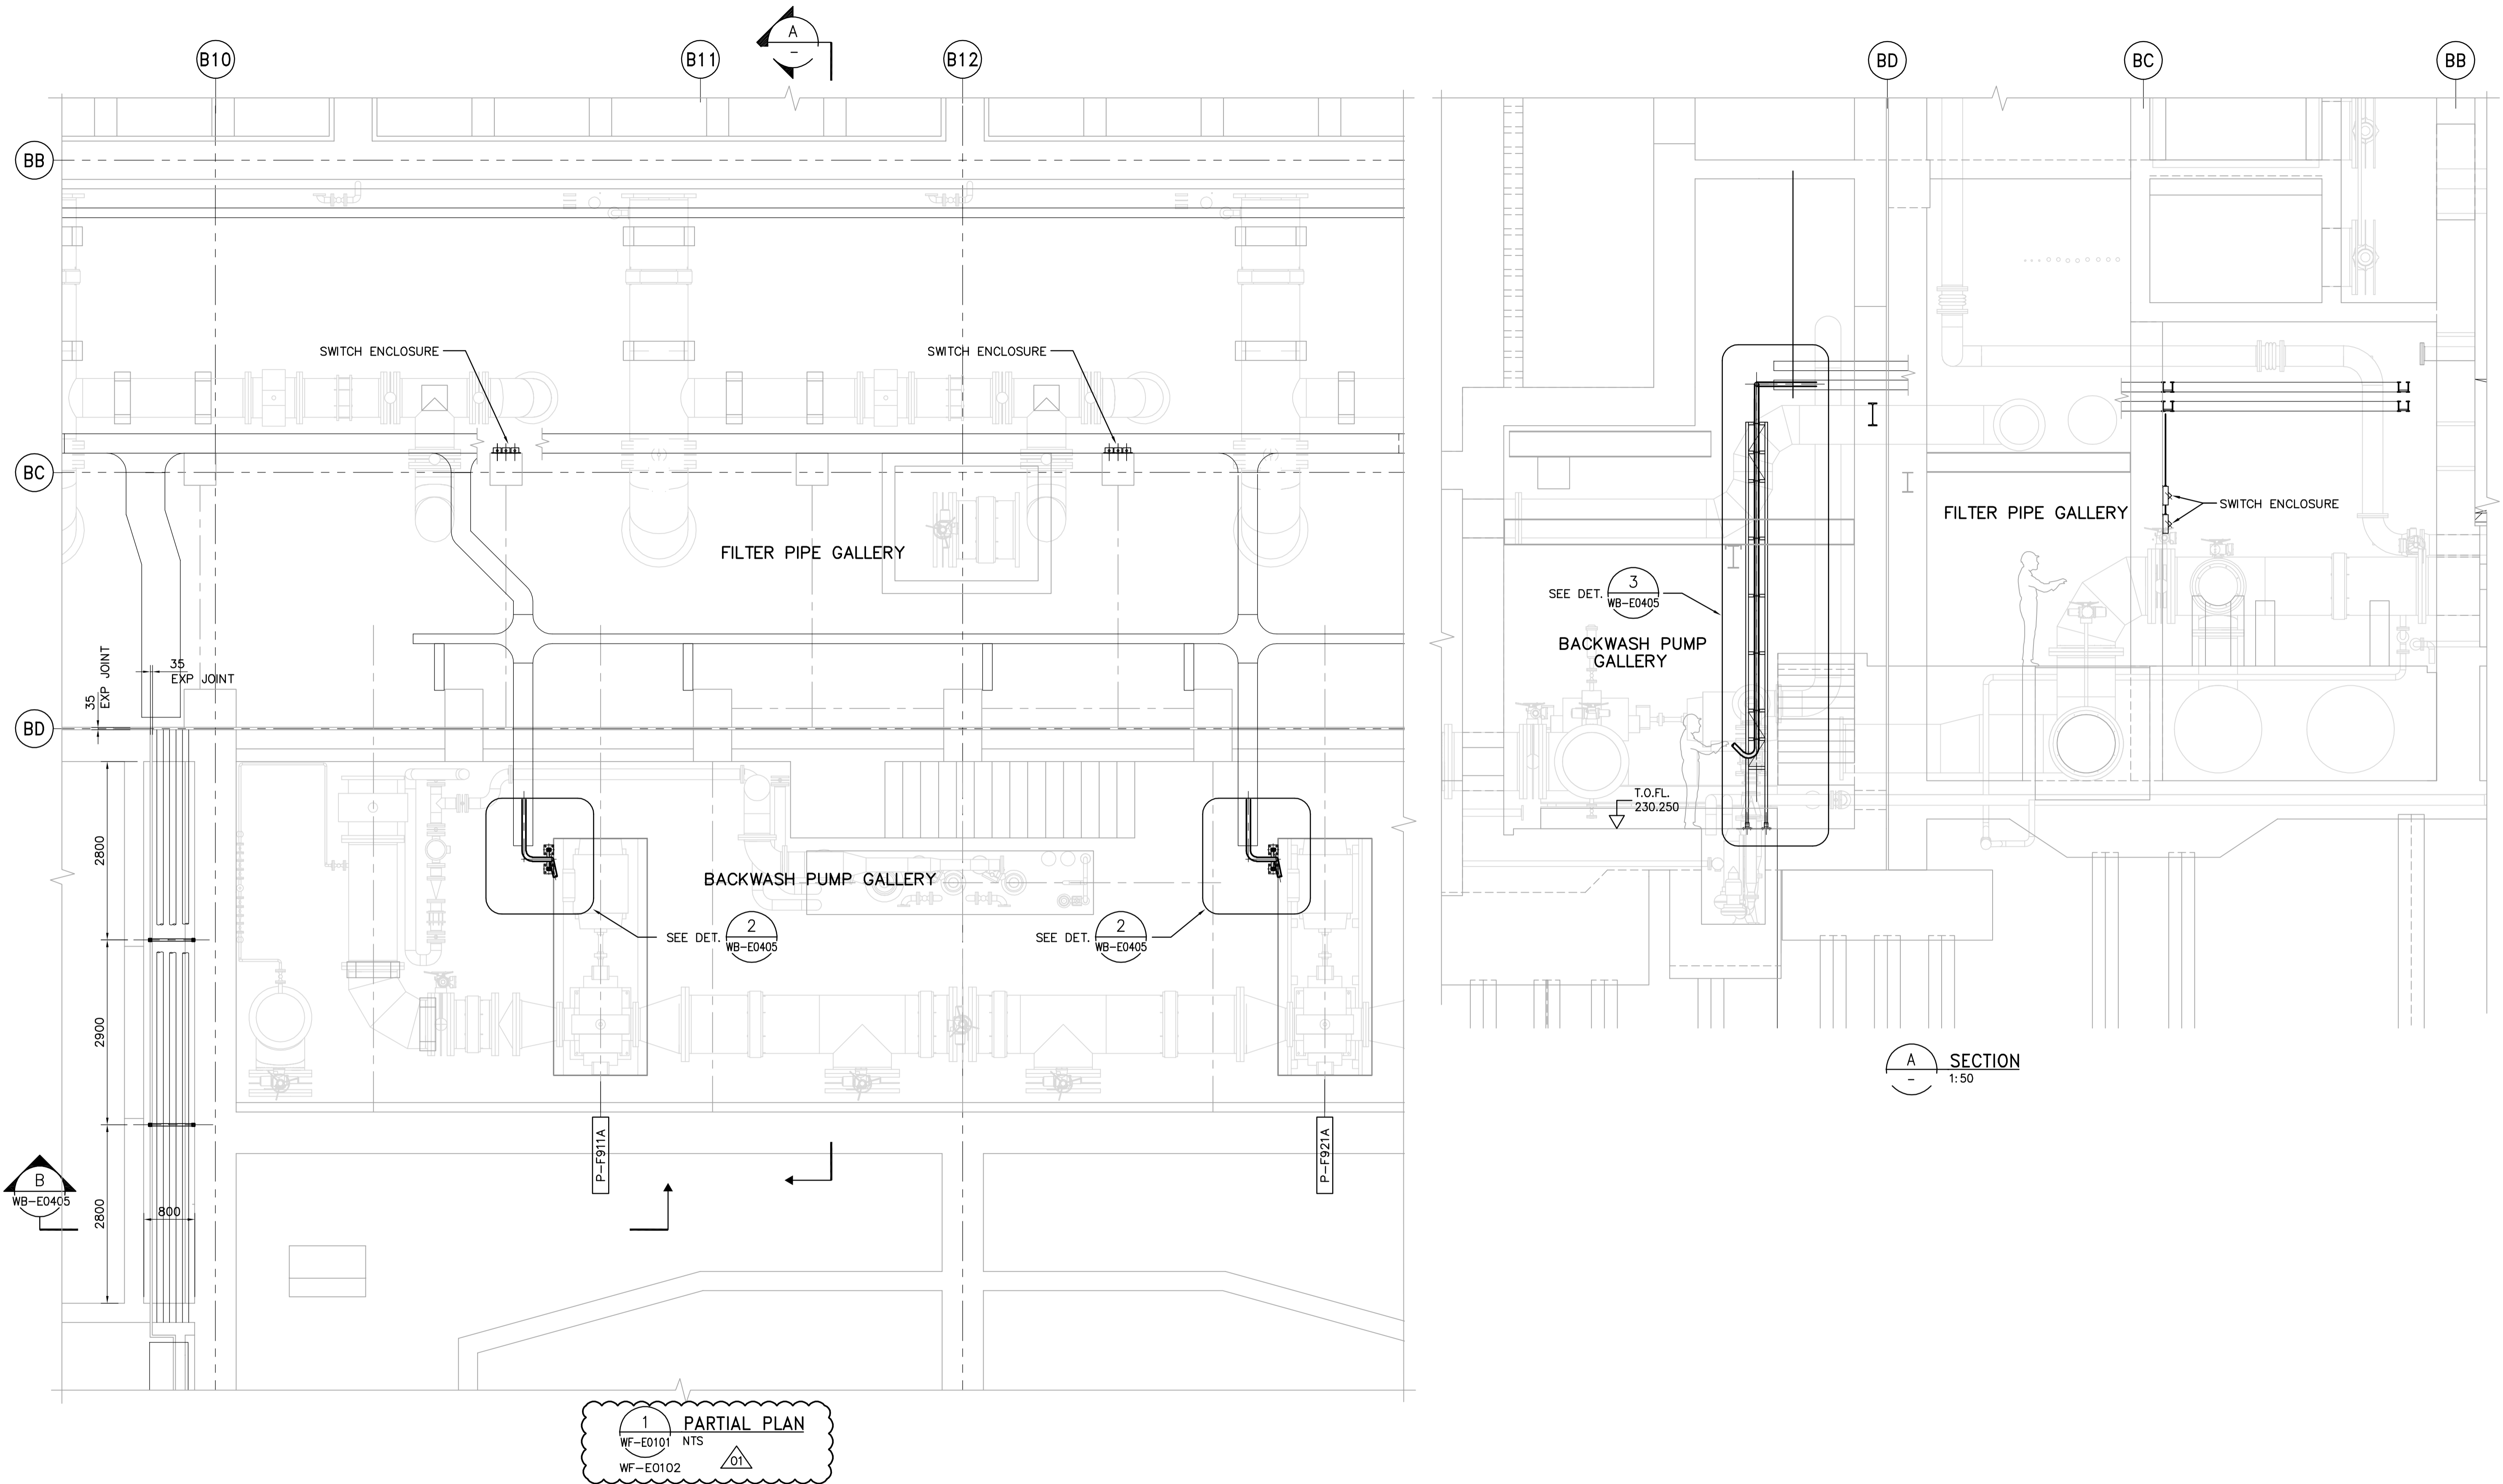 A
-
B10
B11
B12
BB
SWITCH ENCLOSURE
SWITCH ENCLOSURE
BC
FILTER PIPE GALLERY
35
EXP JOINT
35
EXP JOINT
BD
2800
BACKWASH PUMP GALLERY
SEE DET.
2
WB-E0405
SEE DET.
2
WB-E0405
2900
P-F911A
P-F921A
B
WB-E0405
2800
800
1
WF-E0101
PARTIAL PLAN
NTS
WF-E0102
01
BD
BC
BB
SWITCH ENCLOSURE
FILTER PIPE GALLERY
SEE DET.
3
WB-E0405
BACKWASH PUMP
GALLERY
T.O.FL.
230.250
A
-
SECTION
1:50